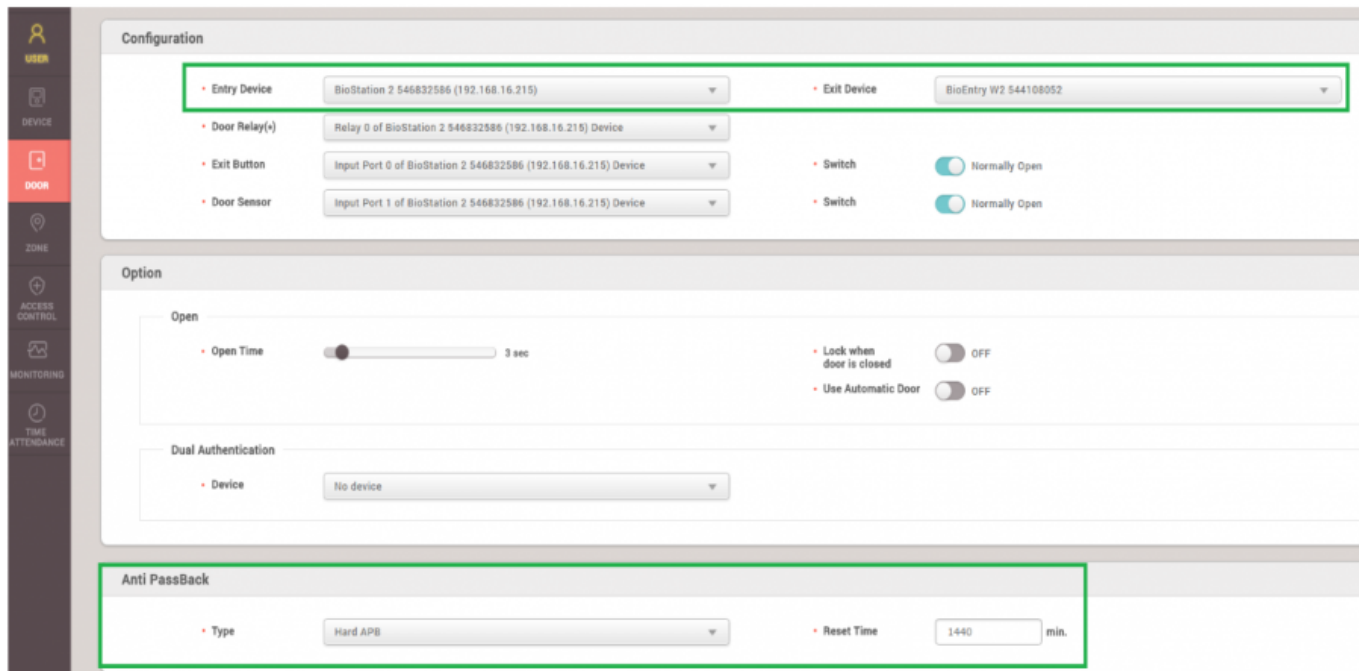 USER
DEVICE
DOOR
ZONE
ACCESS
CONTROL
MONITORING
TIME
ATTENDANCE
Configuration
• Entry Device BioStation 2 546832586 (192.168.16.215) • Exit Device BioEntry W2 544108052
• Door Relay(*) Relay 0 of BioStation 2 546832586 (192.168.16.215) Device
• Exit Button Input Port 0 of BioStation 2 546832586 (192.168.16.215) Device • Switch Normally Open
• Door Sensor Input Port 1 of BioStation 2 546832586 (192.168.16.215) Device • Switch Normally Open
Option
Open
• Open Time 3 sec • Lock when
door is closed OFF
• Use Automatic Door OFF
Dual Authentication
• Device No device
Anti PassBack
• Type Hard APB • Reset Time 1440 min.